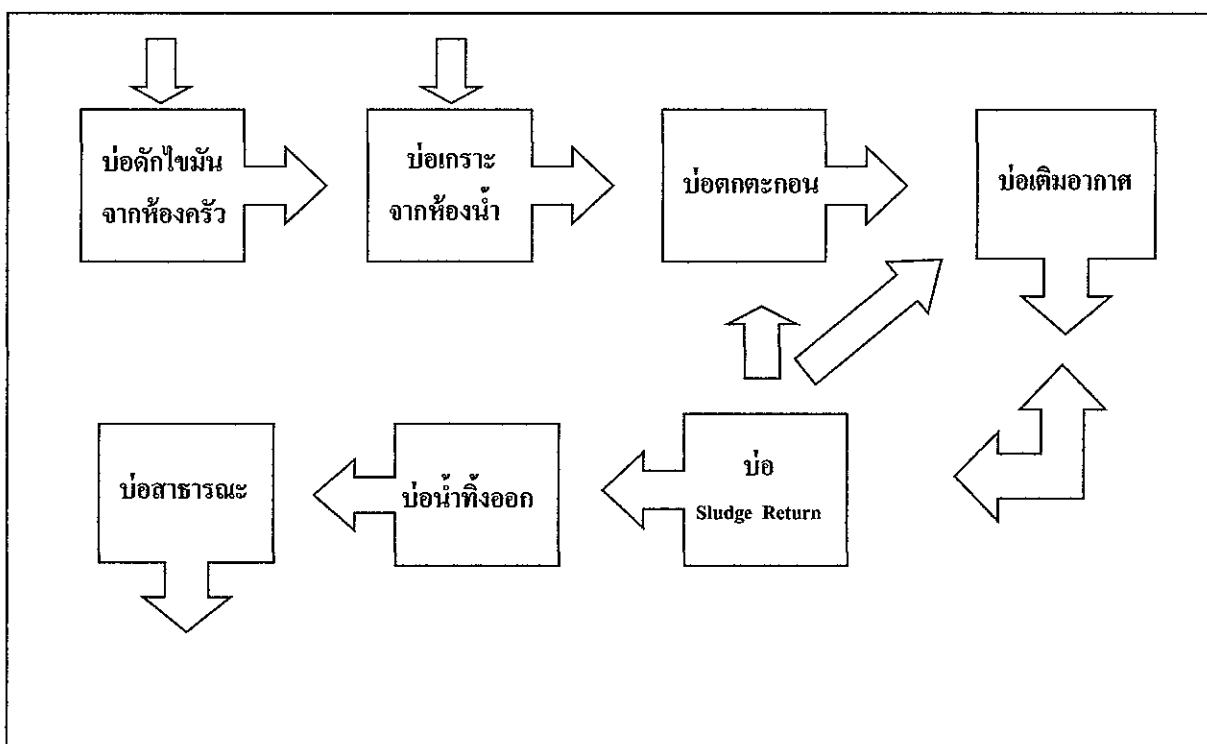 บ่อดักไขมัน
จากห้องครัว
บ่อเกราะ
จากห้องน้ำ
บ่อตกตะกอน
บ่อเติมอากาศ
บ่อสาธารณะ
บ่อน้ำทิ้งออก
บ่อ
Sludge Return